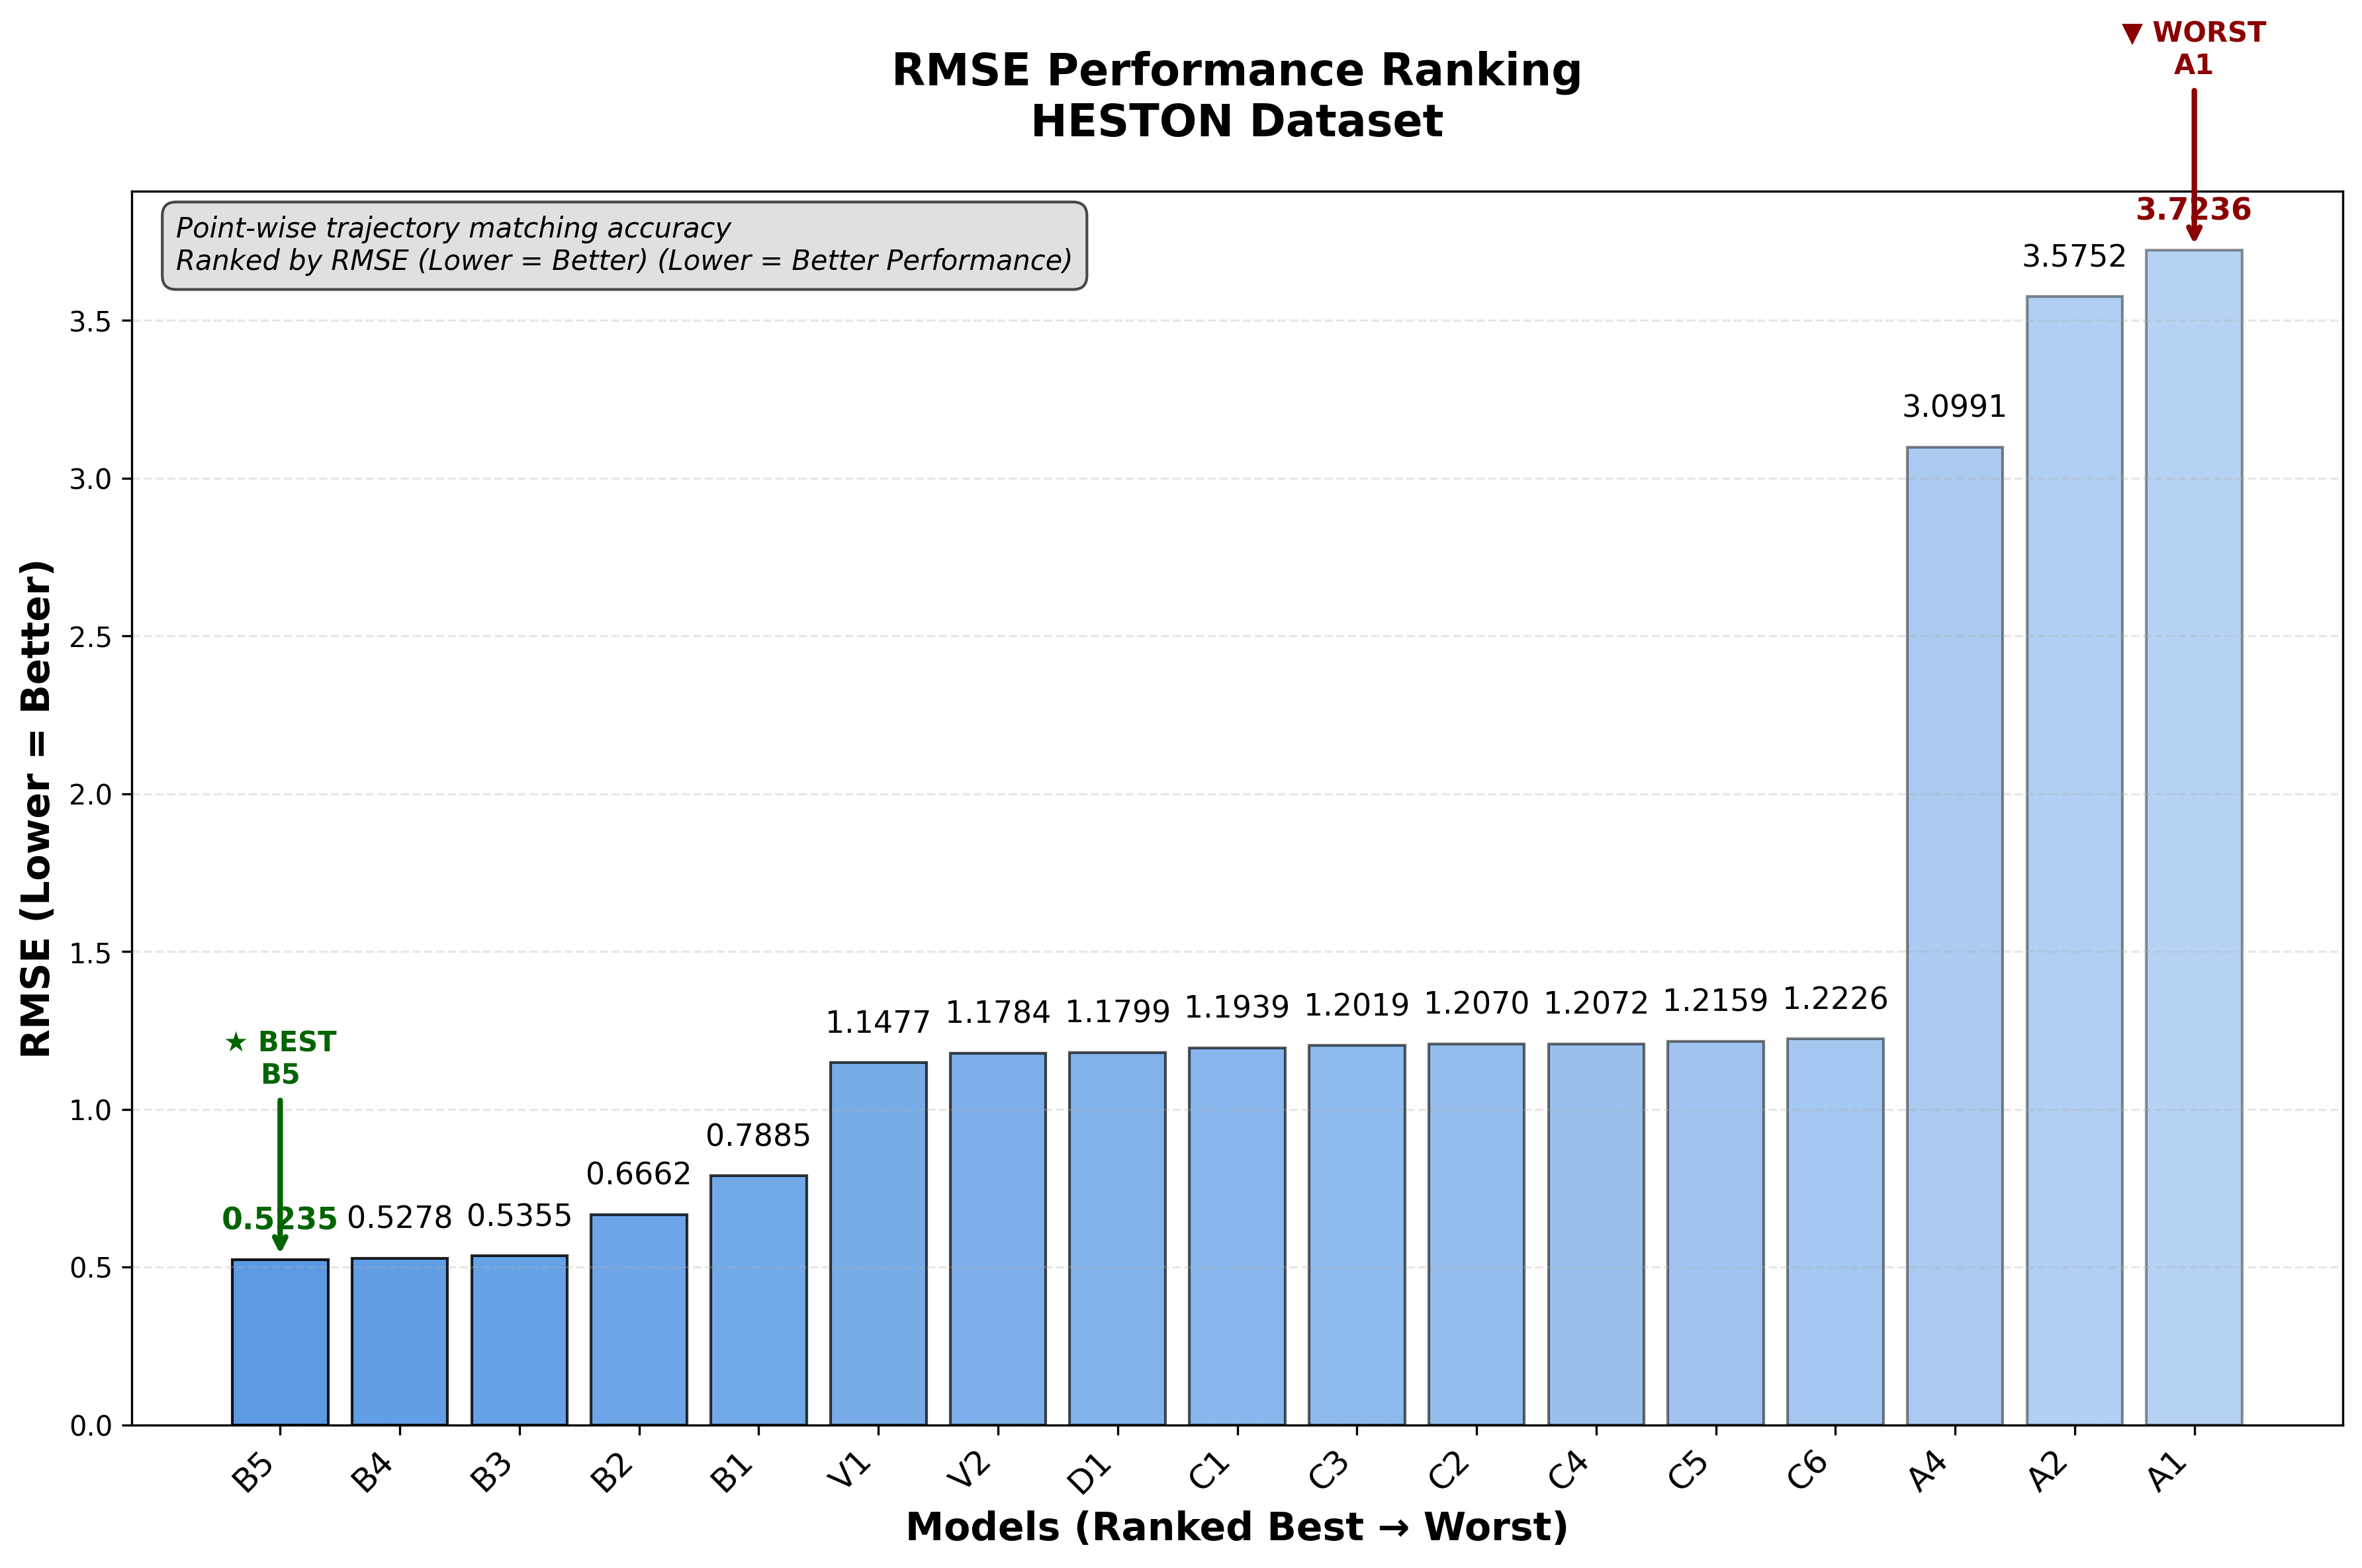 ▼ WORST
A1
RMSE Performance Ranking
HESTON Dataset
Point-wise trajectory matching accuracy
Ranked by RMSE (Lower = Better) (Lower = Better Performance)
3.7236
3.5752
3.0991
★ BEST
B5
0.5235
0.5278
0.5355
0.6662
0.7885
1.1477
1.1784
1.1799
1.1939
1.2019
1.2070
1.2072
1.2159
1.2226
RMSE (Lower = Better)
3.5
3.0
2.5
2.0
1.5
1.0
0.5
0.0
B5
B4
B3
B2
B1
V1
V2
D1
C1
C3
C2
C4
C5
C6
A4
A2
A1
Models (Ranked Best → Worst)